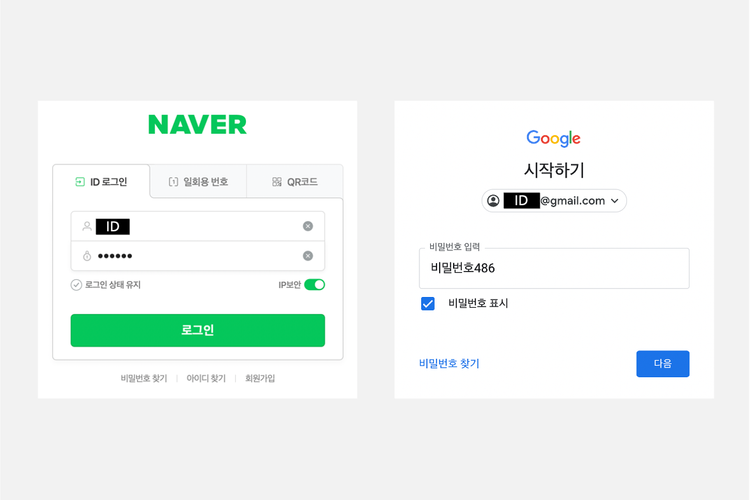 NAVER
ID 로그인
일회용 번호
QR코드
ID
••••••
로그인 상태 유지
IP보안
로그인
비밀번호 찾기 | 아이디 찾기 | 회원가입
Google
시작하기
ID@gmail.com
비밀번호 입력
비밀번호486
비밀번호 표시
비밀번호 찾기
다음